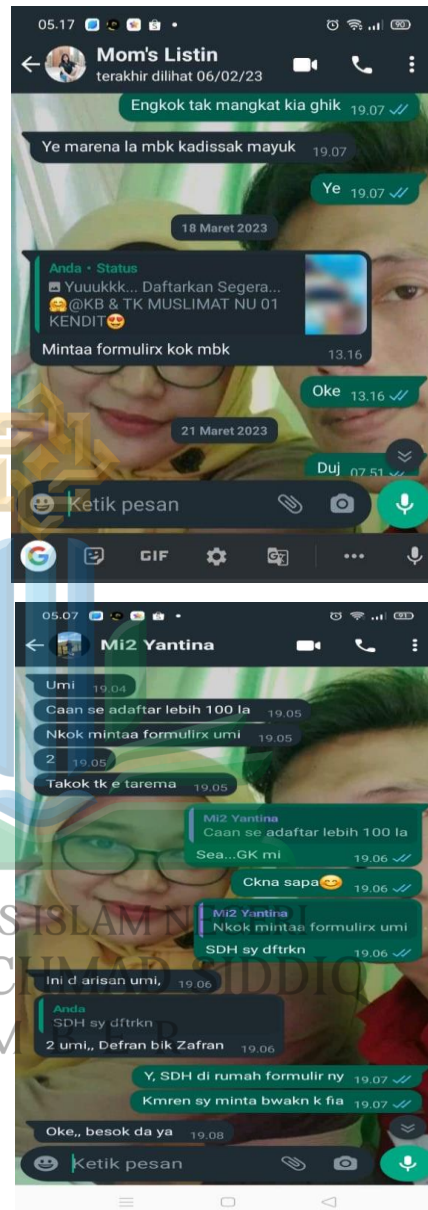 05.17
90
Mom's Listin
terakhir dilihat 06/02/23
Engkok tak mangkat kia ghik 19.07
Ye marena la mbk kadissak mayuk 19.07
Ye 19.07
18 Maret 2023
Anda • Status
Yuuukkk... Daftarkan Segera...
🤗@KB & TK MUSLIMAT NU 01
KENDIT😍
Mintaa formulirx kok mbk 13.16
Oke 13.16
21 Maret 2023
Duj 07.51
Ketik pesan
G GIF
05.07
91
Mi2 Yantina
Umi 19.04
Caan se adaftar lebih 100 la 19.05
Nkok mintaa formulirx umi 19.05
2 19.05
Takok tk e tarema 19.05
Mi2 Yantina
Caan se adaftar lebih 100 la
Sea...GK mi 19.06
Ckna sapa😊 19.06
Mi2 Yantina
Nkok mintaa formulirx umi
SDH sy dftrkn 19.06
Ini d arisan umi, 19.06
Anda
SDH sy dftrkn
2 umi,, Defran bik Zafran 19.06
Y, SDH di rumah formulir ny 19.07
Kmren sy minta bwakn k fia 19.07
Oke,, besok da ya 19.08
Ketik pesan